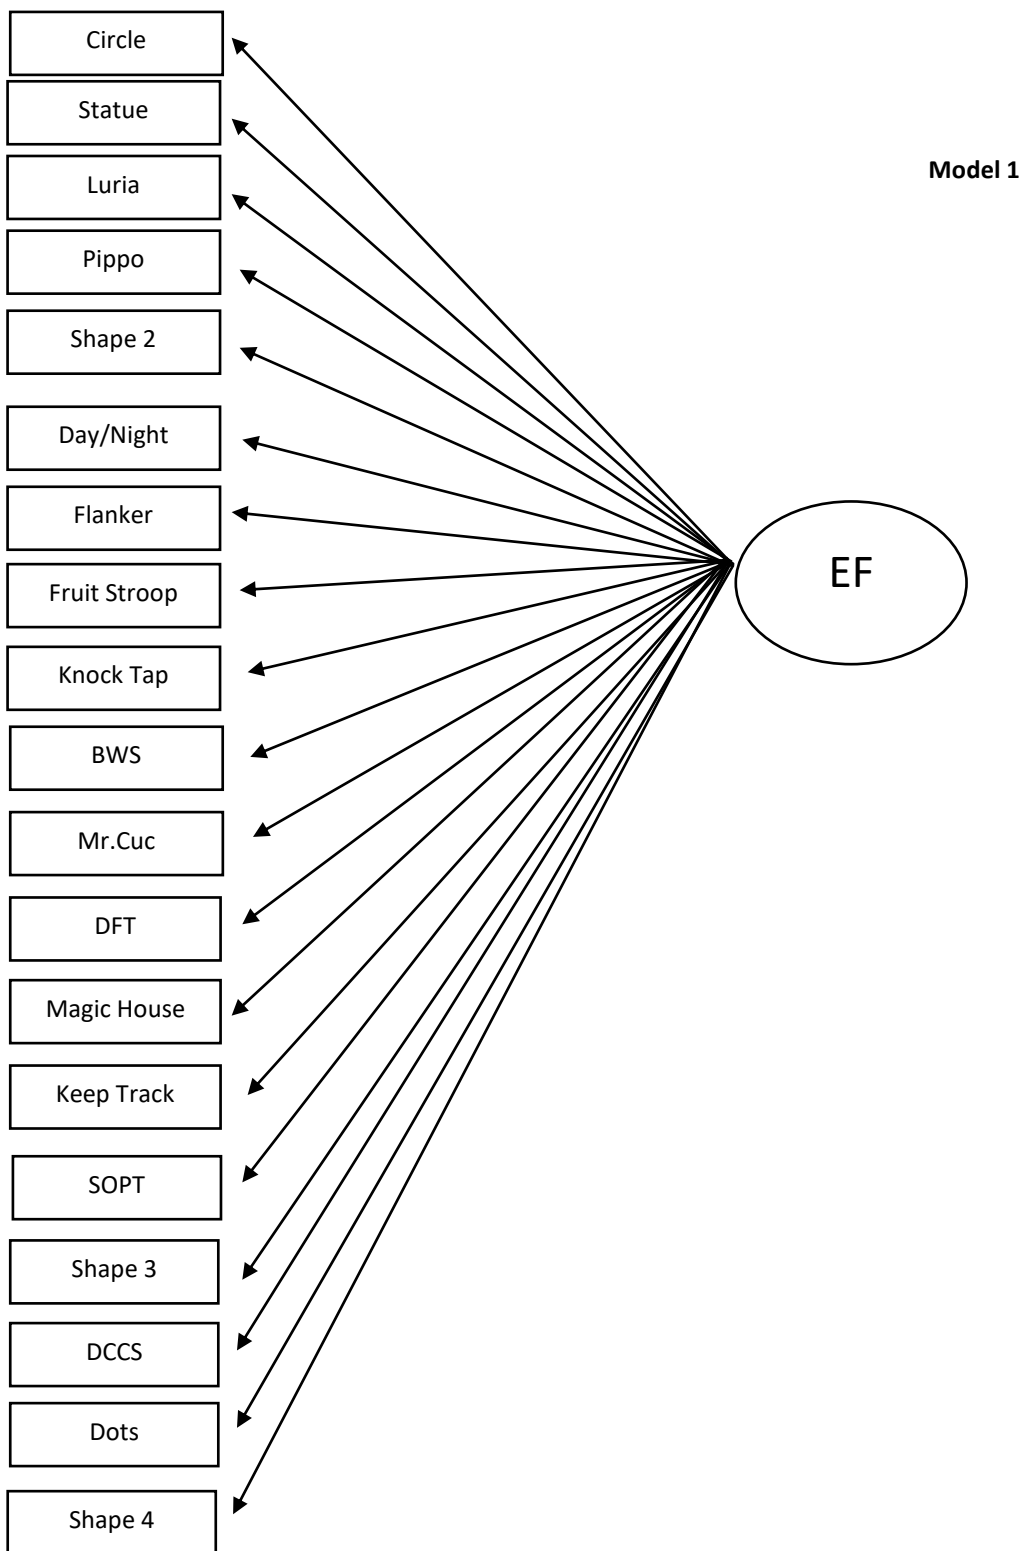 Circle
Statue
Model 1
Luria
Pippo
Shape 2
Day/Night
Flanker
EF
Fruit Stroop
Knock Tap
BWS
Mr.Cuc
DFT
Magic House
Keep Track
SOPT
Shape 3
DCCS
Dots
Shape 4